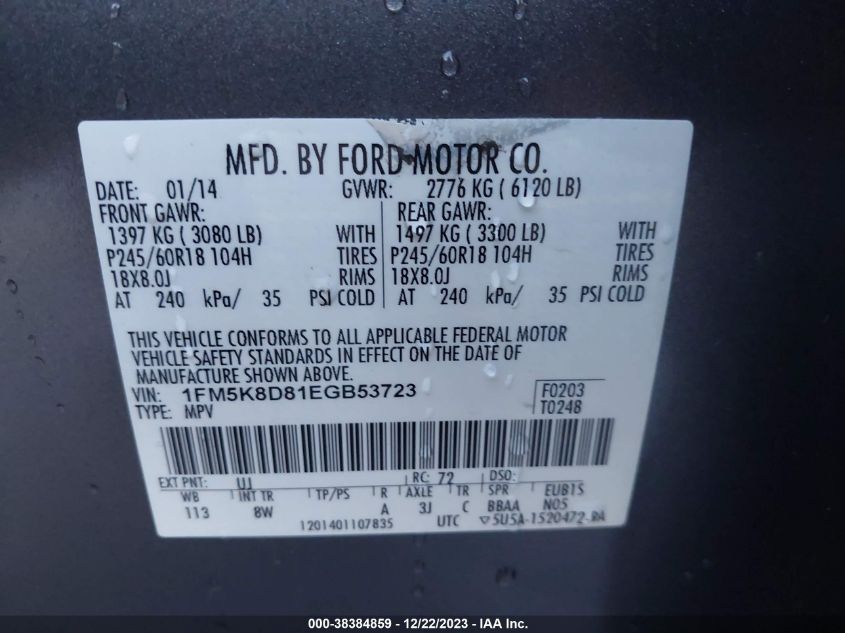 MFD. BY FORD MOTOR CO.
DATE: 01/14 GVWR: 2776 KG ( 6120 LB)
FRONT GAWR: REAR GAWR:
1397 KG ( 3080 LB) WITH 1497 KG ( 3300 LB) WITH
P245/60R18 104H TIRES P245/60R18 104H TIRES
18X8.0J RIMS 18X8.0J RIMS
AT 240 kPa/ 35 PSI COLD AT 240 kPa/ 35 PSI COLD
THIS VEHICLE CONFORMS TO ALL APPLICABLE FEDERAL MOTOR
VEHICLE SAFETY STANDARDS IN EFFECT ON THE DATE OF
MANUFACTURE SHOWN ABOVE.
VIN: 1FM5K8D81EGB53723 F0203
TYPE: MPV T0248
EXT PNT: UJ RC: 72 DSO:
WB INT TR TP/PS R AXLE TR SPR EUB1S
113 8W A 3J C BBAA N05
1201401107835 UTC ▽5U5A-1520472-BA
000-38384859 - 12/22/2023 - IAA Inc.